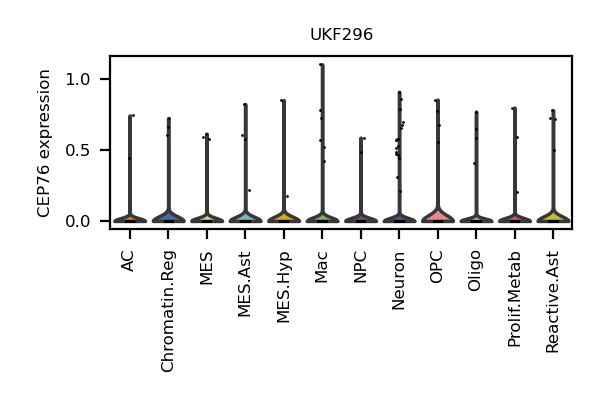 UKF296
CEP76 expression
1.0
0.5
0.0
AC
Chromatin.Reg
MES
MES.Ast
MES.Hyp
Mac
NPC
Neuron
OPC
Oligo
Prolif.Metab
Reactive.Ast